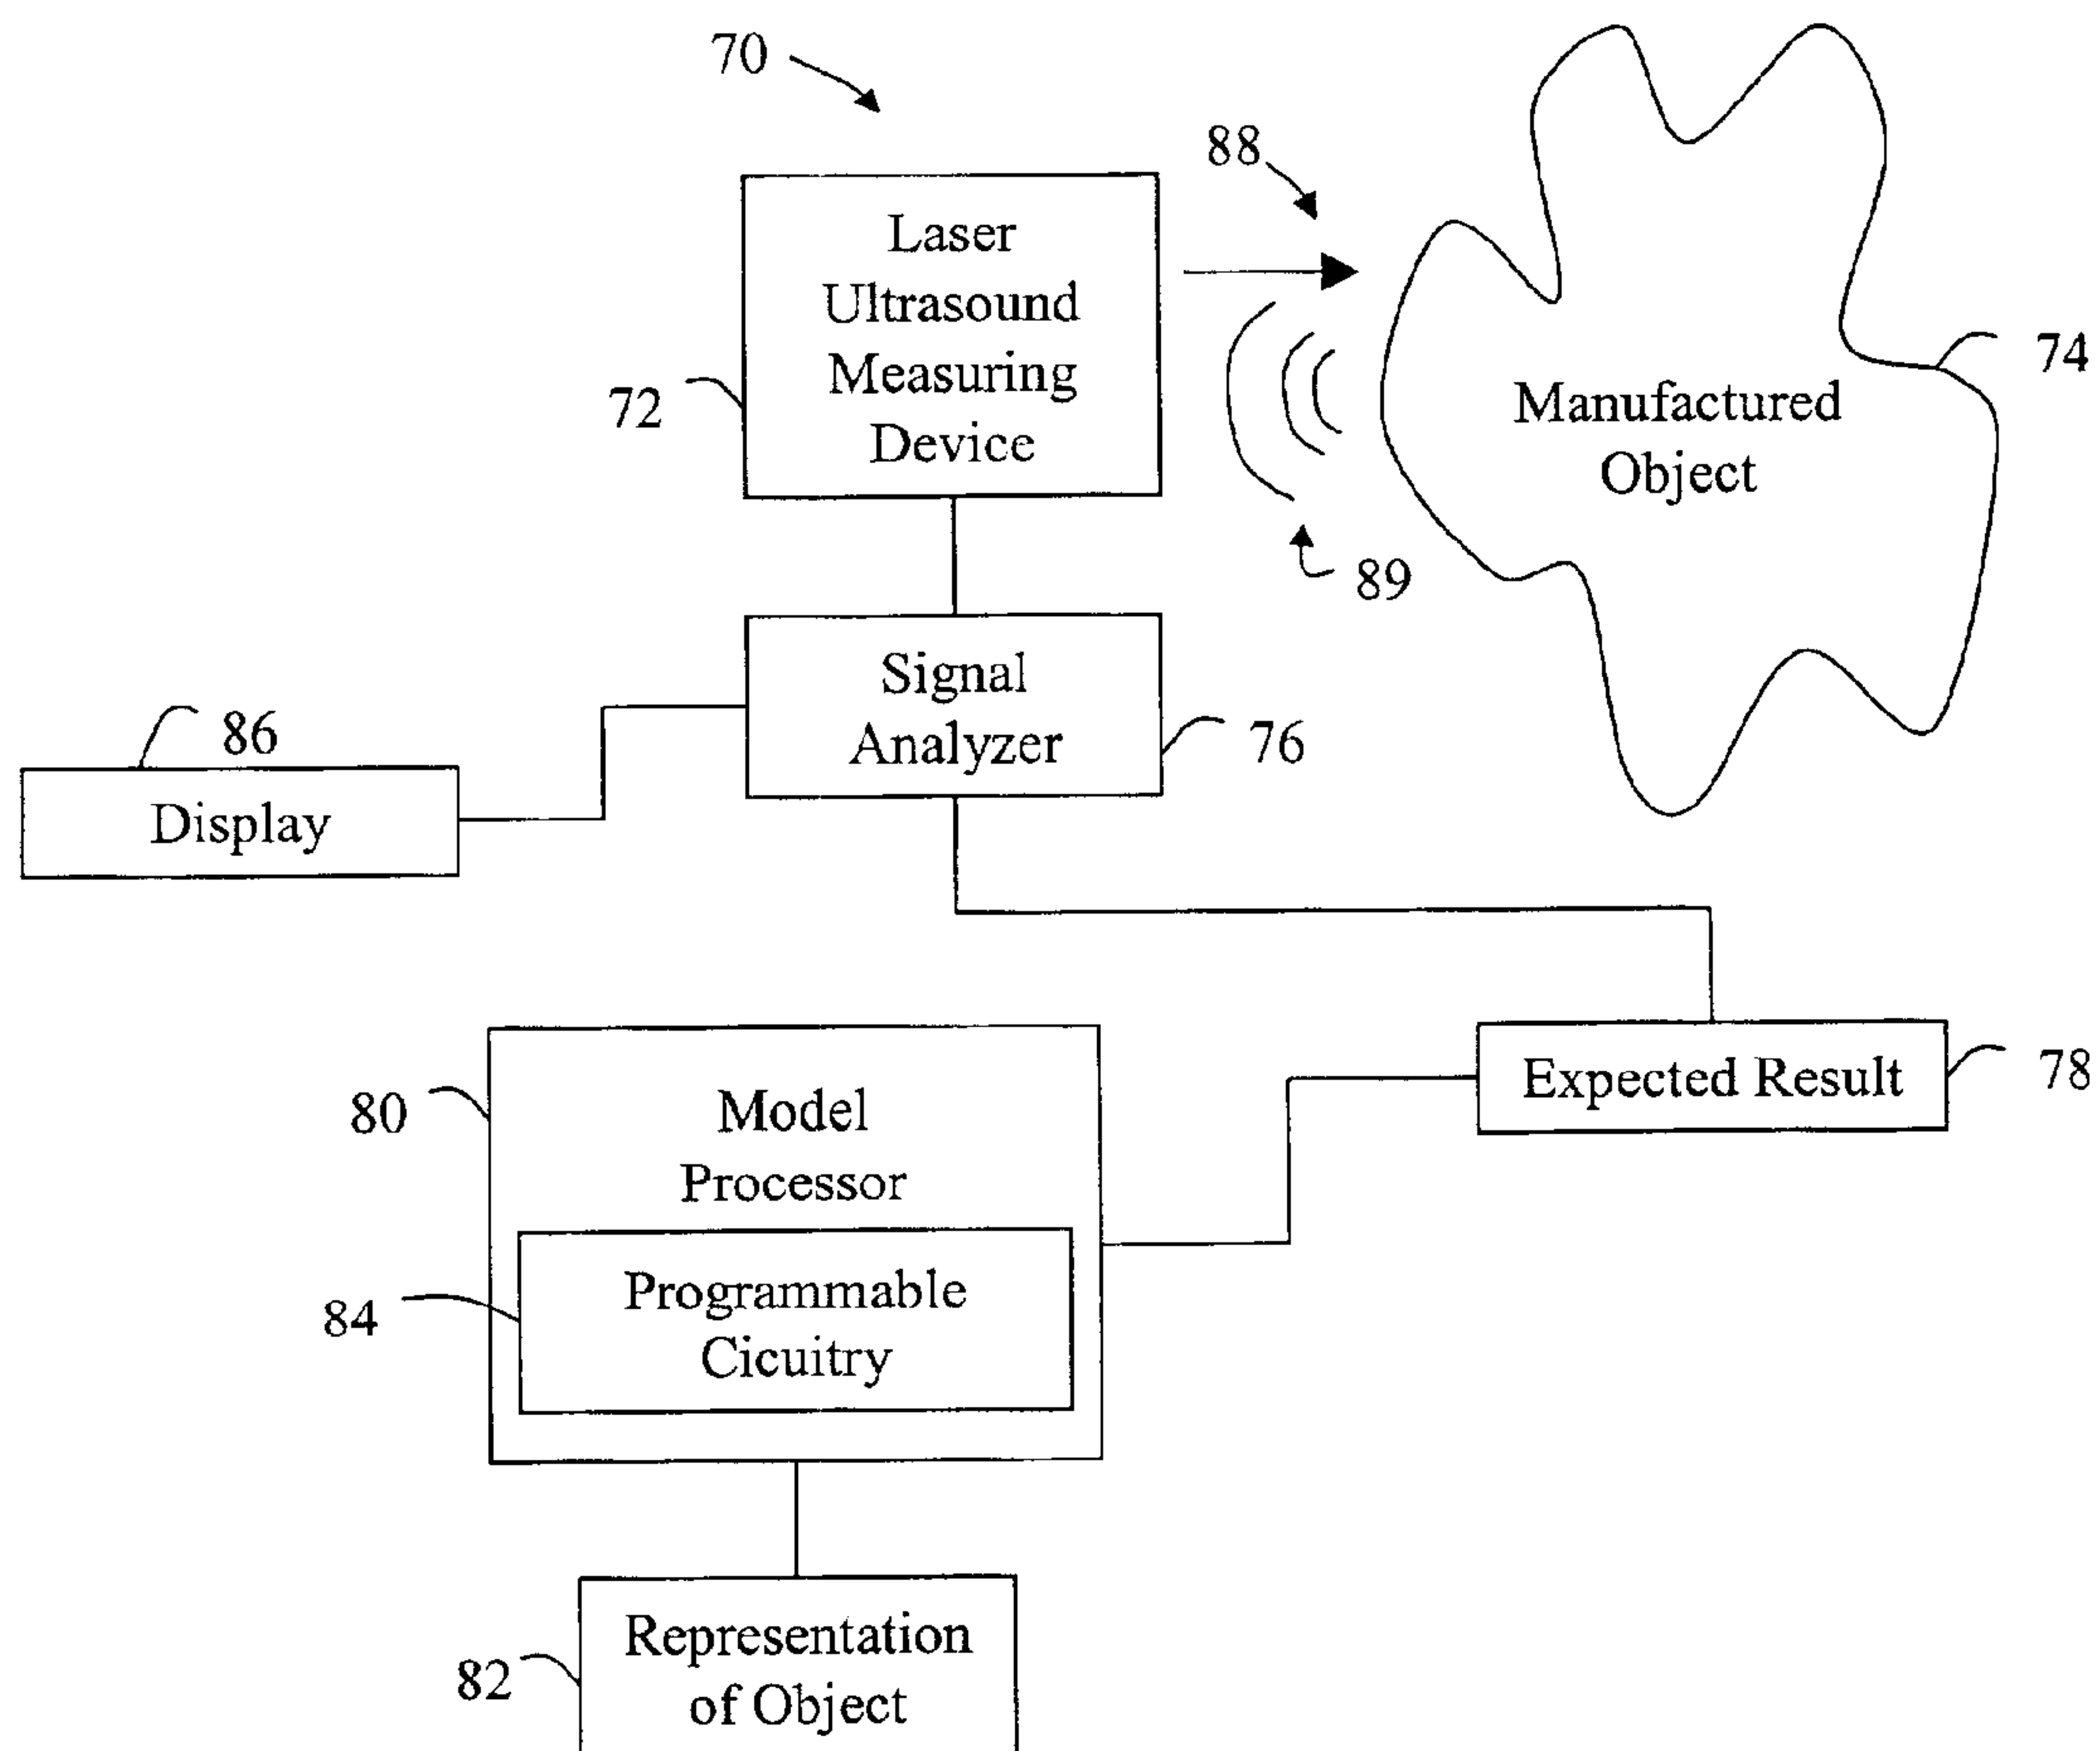 70
88
Laser
Ultrasound
Measuring
Device
72
74
Manufactured
Object
89
Signal
Analyzer
76
86
Display
Expected Result
78
80
Model
Processor
84
Programmable
Cicuitry
82
Representation
of Object